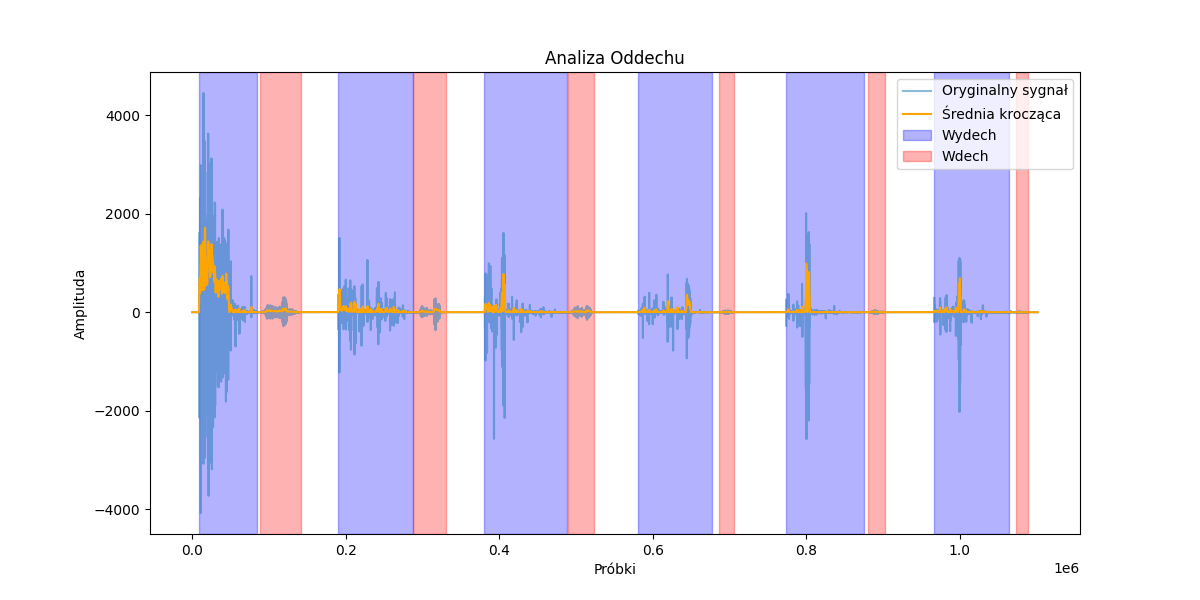 Analiza Oddechu
Oryginalny sygnał
Średnia krocząca
Wydech
Wdech
Amplituda
4000
2000
0
−2000
−4000
0.0
0.2
0.4
0.6
0.8
1.0
1e6
Próbki